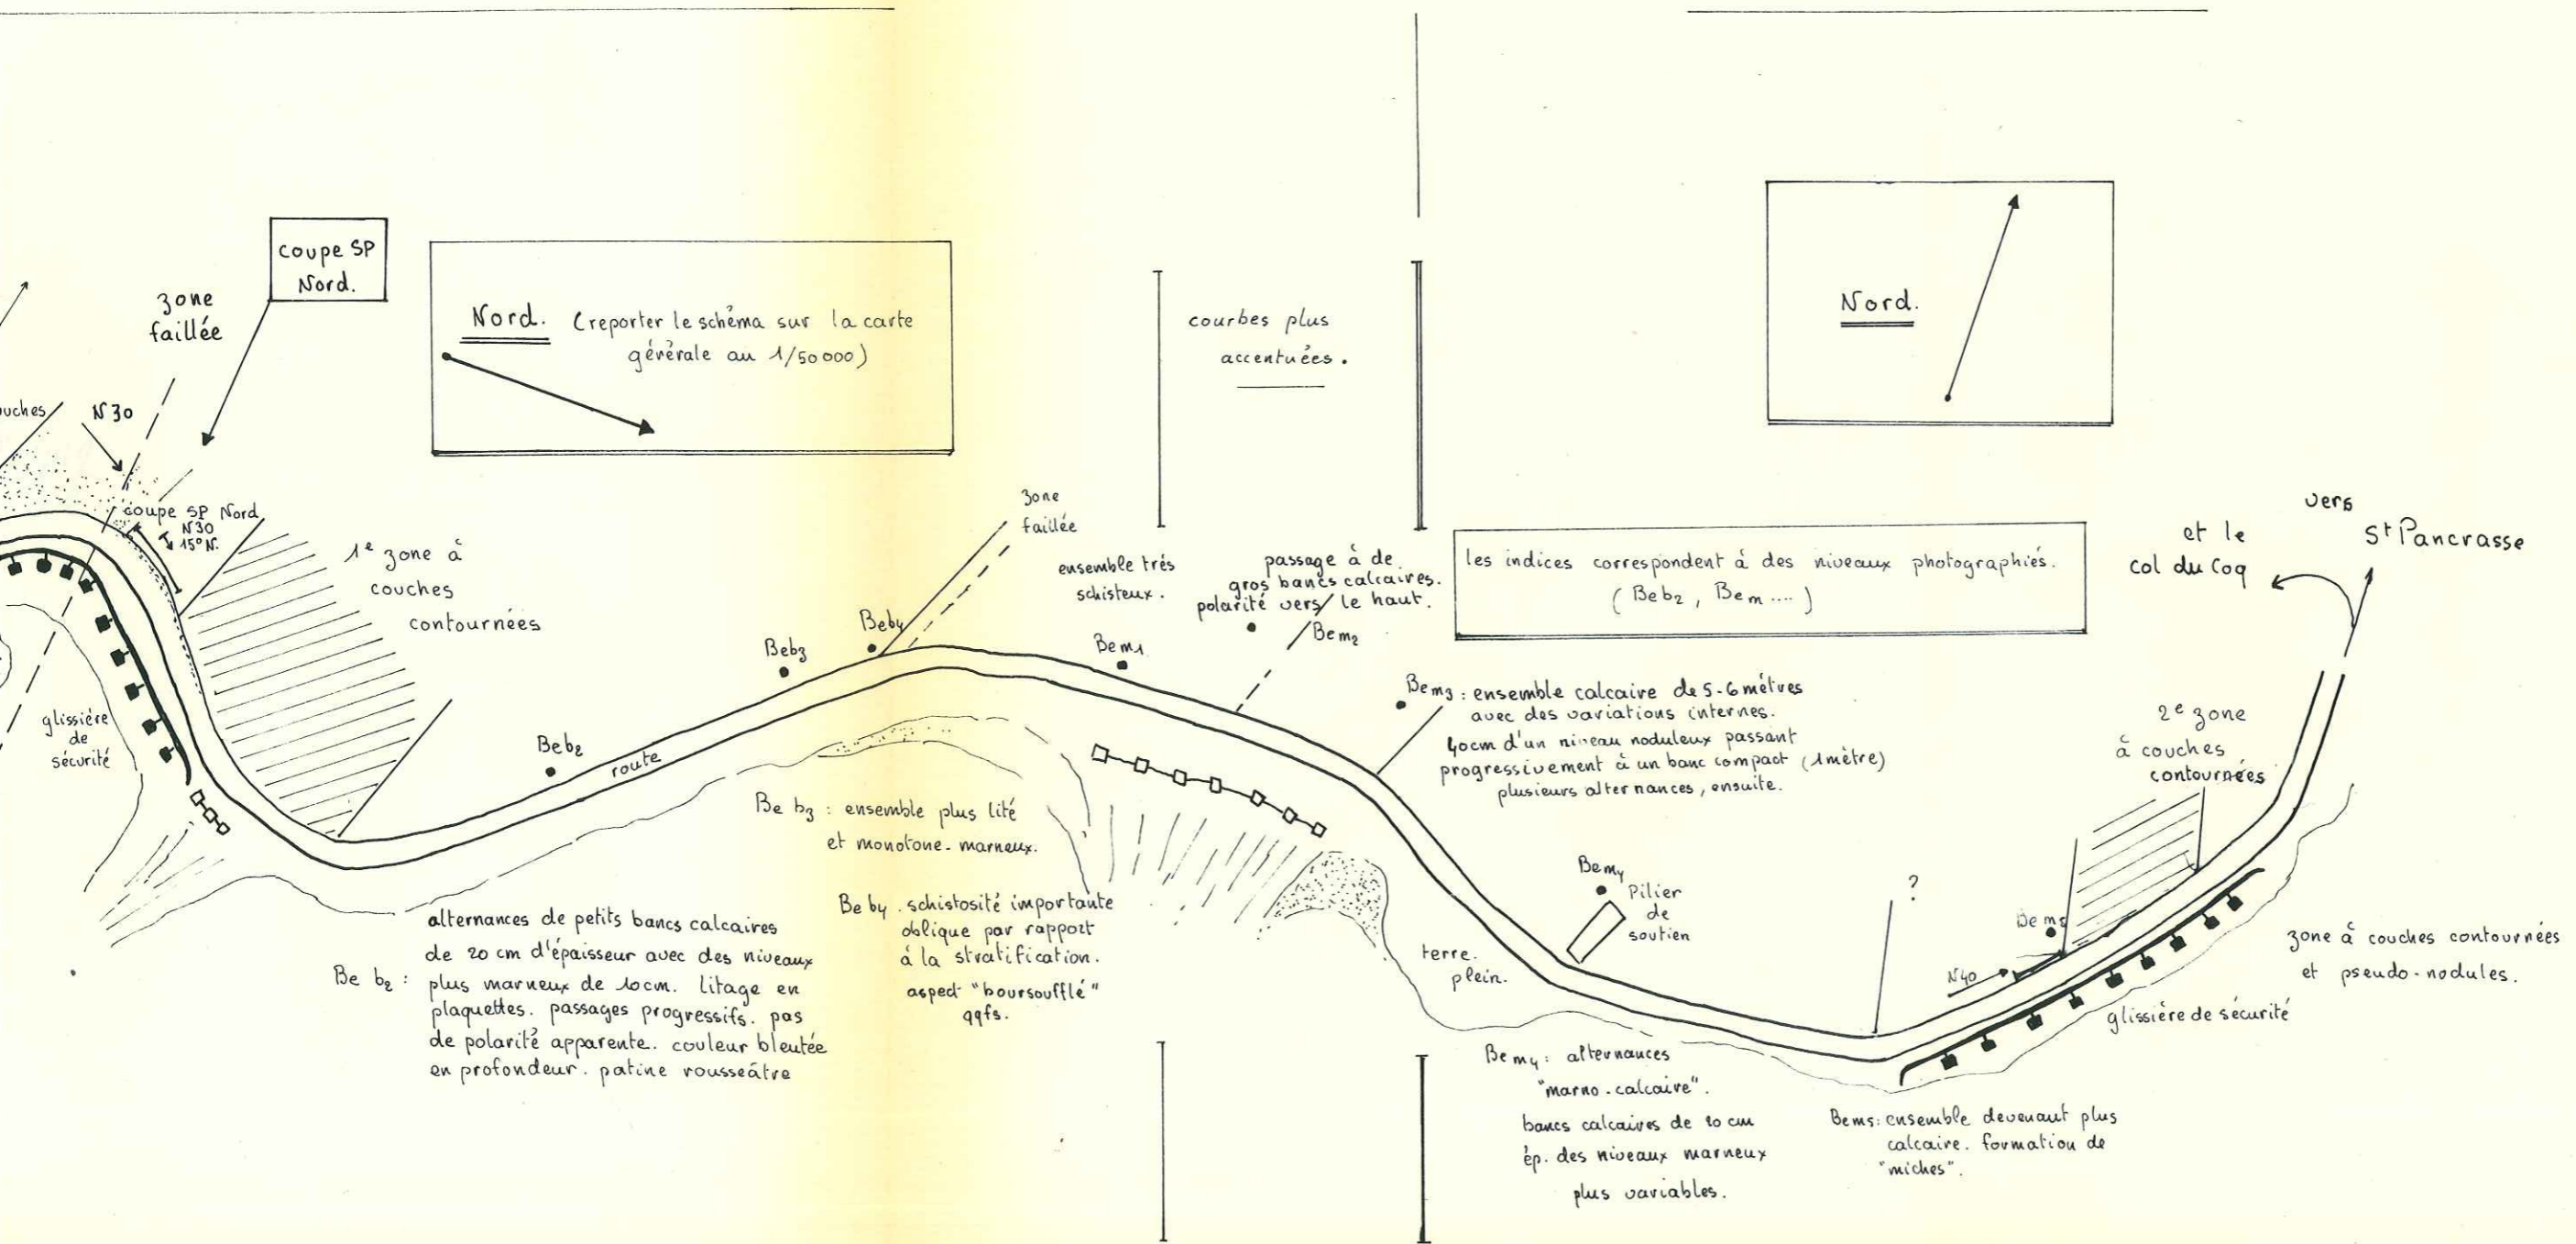 coupe SP
Nord.
zone
faillée
Nord. (reporter le schéma sur la carte
générale au 1/50000)
courbes plus
accentuées.
Nord.
uches
N30
coupe SP Nord
N30
15° N.
1e zone à
couches
contournées
zone
faillée
ensemble trés
schisteux.
passage à de
gros bancs calcaires.
polarité vers le haut.
Bem2
les indices correspondent à des niveaux photographiés.
(Beb2, Bem....)
vers
St Pancrasse
et le
col du Coq
glissière
de
sécurité
Beb2
route
Beb3
Beb4
Bem1
Bem3 : ensemble calcaire de 5-6 mètres
avec des variations internes.
40cm d'un niveau noduleux passant
progressivement à un banc compact (1mètre)
plusieurs alternances, ensuite.
2e zone
à couches
contournées
Be b3 : ensemble plus lité
et monotone-marneux.
Be b4. schistosité importante
oblique par rapport
à la stratification.
aspect "boursoufflé"
qqfs.
alternances de petits bancs calcaires
de 20 cm d'épaisseur avec des niveaux
Be b2 : plus marneux de 10cm. litage en
plaquettes. passages progressifs. pas
de polarité apparente. couleur bleutée
en profondeur. patine rousseâtre
Bem4
Pilier
de
soutien
terre.
plein.
?
Bem5
N40
zone à couches contournées
et pseudo-nodules.
glissière de sécurité
Bem4: alternances
"marno-calcaire".
bancs calcaires de 20 cm
ép. des niveaux marneux
plus variables.
Bem5: ensemble devenant plus
calcaire. formation de
"miches".